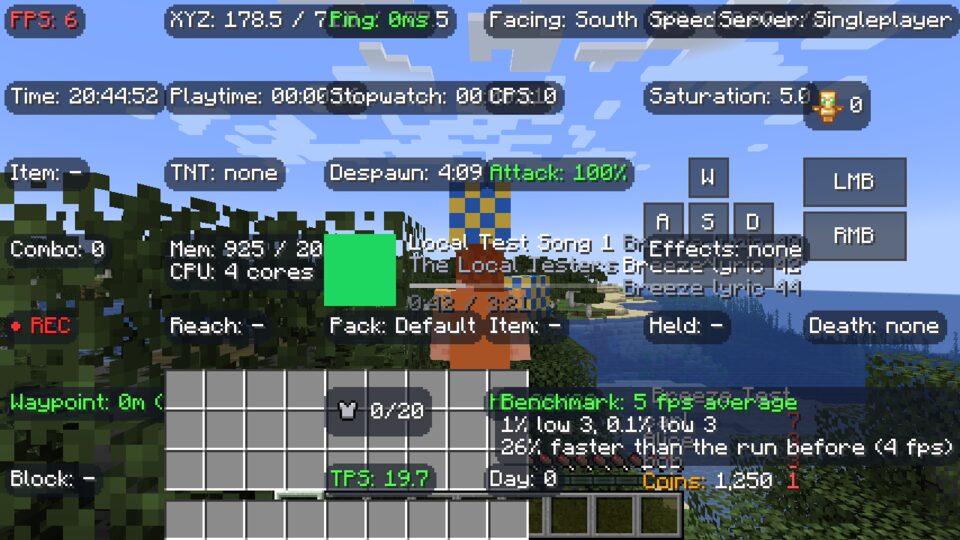 FPS: 6
XYZ: 178.5 / 7
Ping: 0ms 5
Facing: South
Speed
Server: Singleplayer
Time: 20:44:52
Playtime: 00:00
Stopwatch: 00:
CPS: 0
Saturation: 5.0
0
Item: -
TNT: none
Despawn: 4:09
Attack: 100%
W
LMB
A S D
RMB
Combo: 0
Mem: 925 / 20
CPU: 4 cores
Local Test Song 1
The Local Testers
0:42 / 3:21
Effects: none
Breeze lyric 42
Breeze lyric 44
REC
Reach: -
Pack: Default
Item: -
Held: -
Death: none
Waypoint: 0m (
0/20
Breeze Test
Benchmark: 5 fps average
1% low 3, 0.1% low 3
26% faster than the run before (4 fps)
Block: -
TPS: 19.7
Day: 0
Coins: 1,250 1